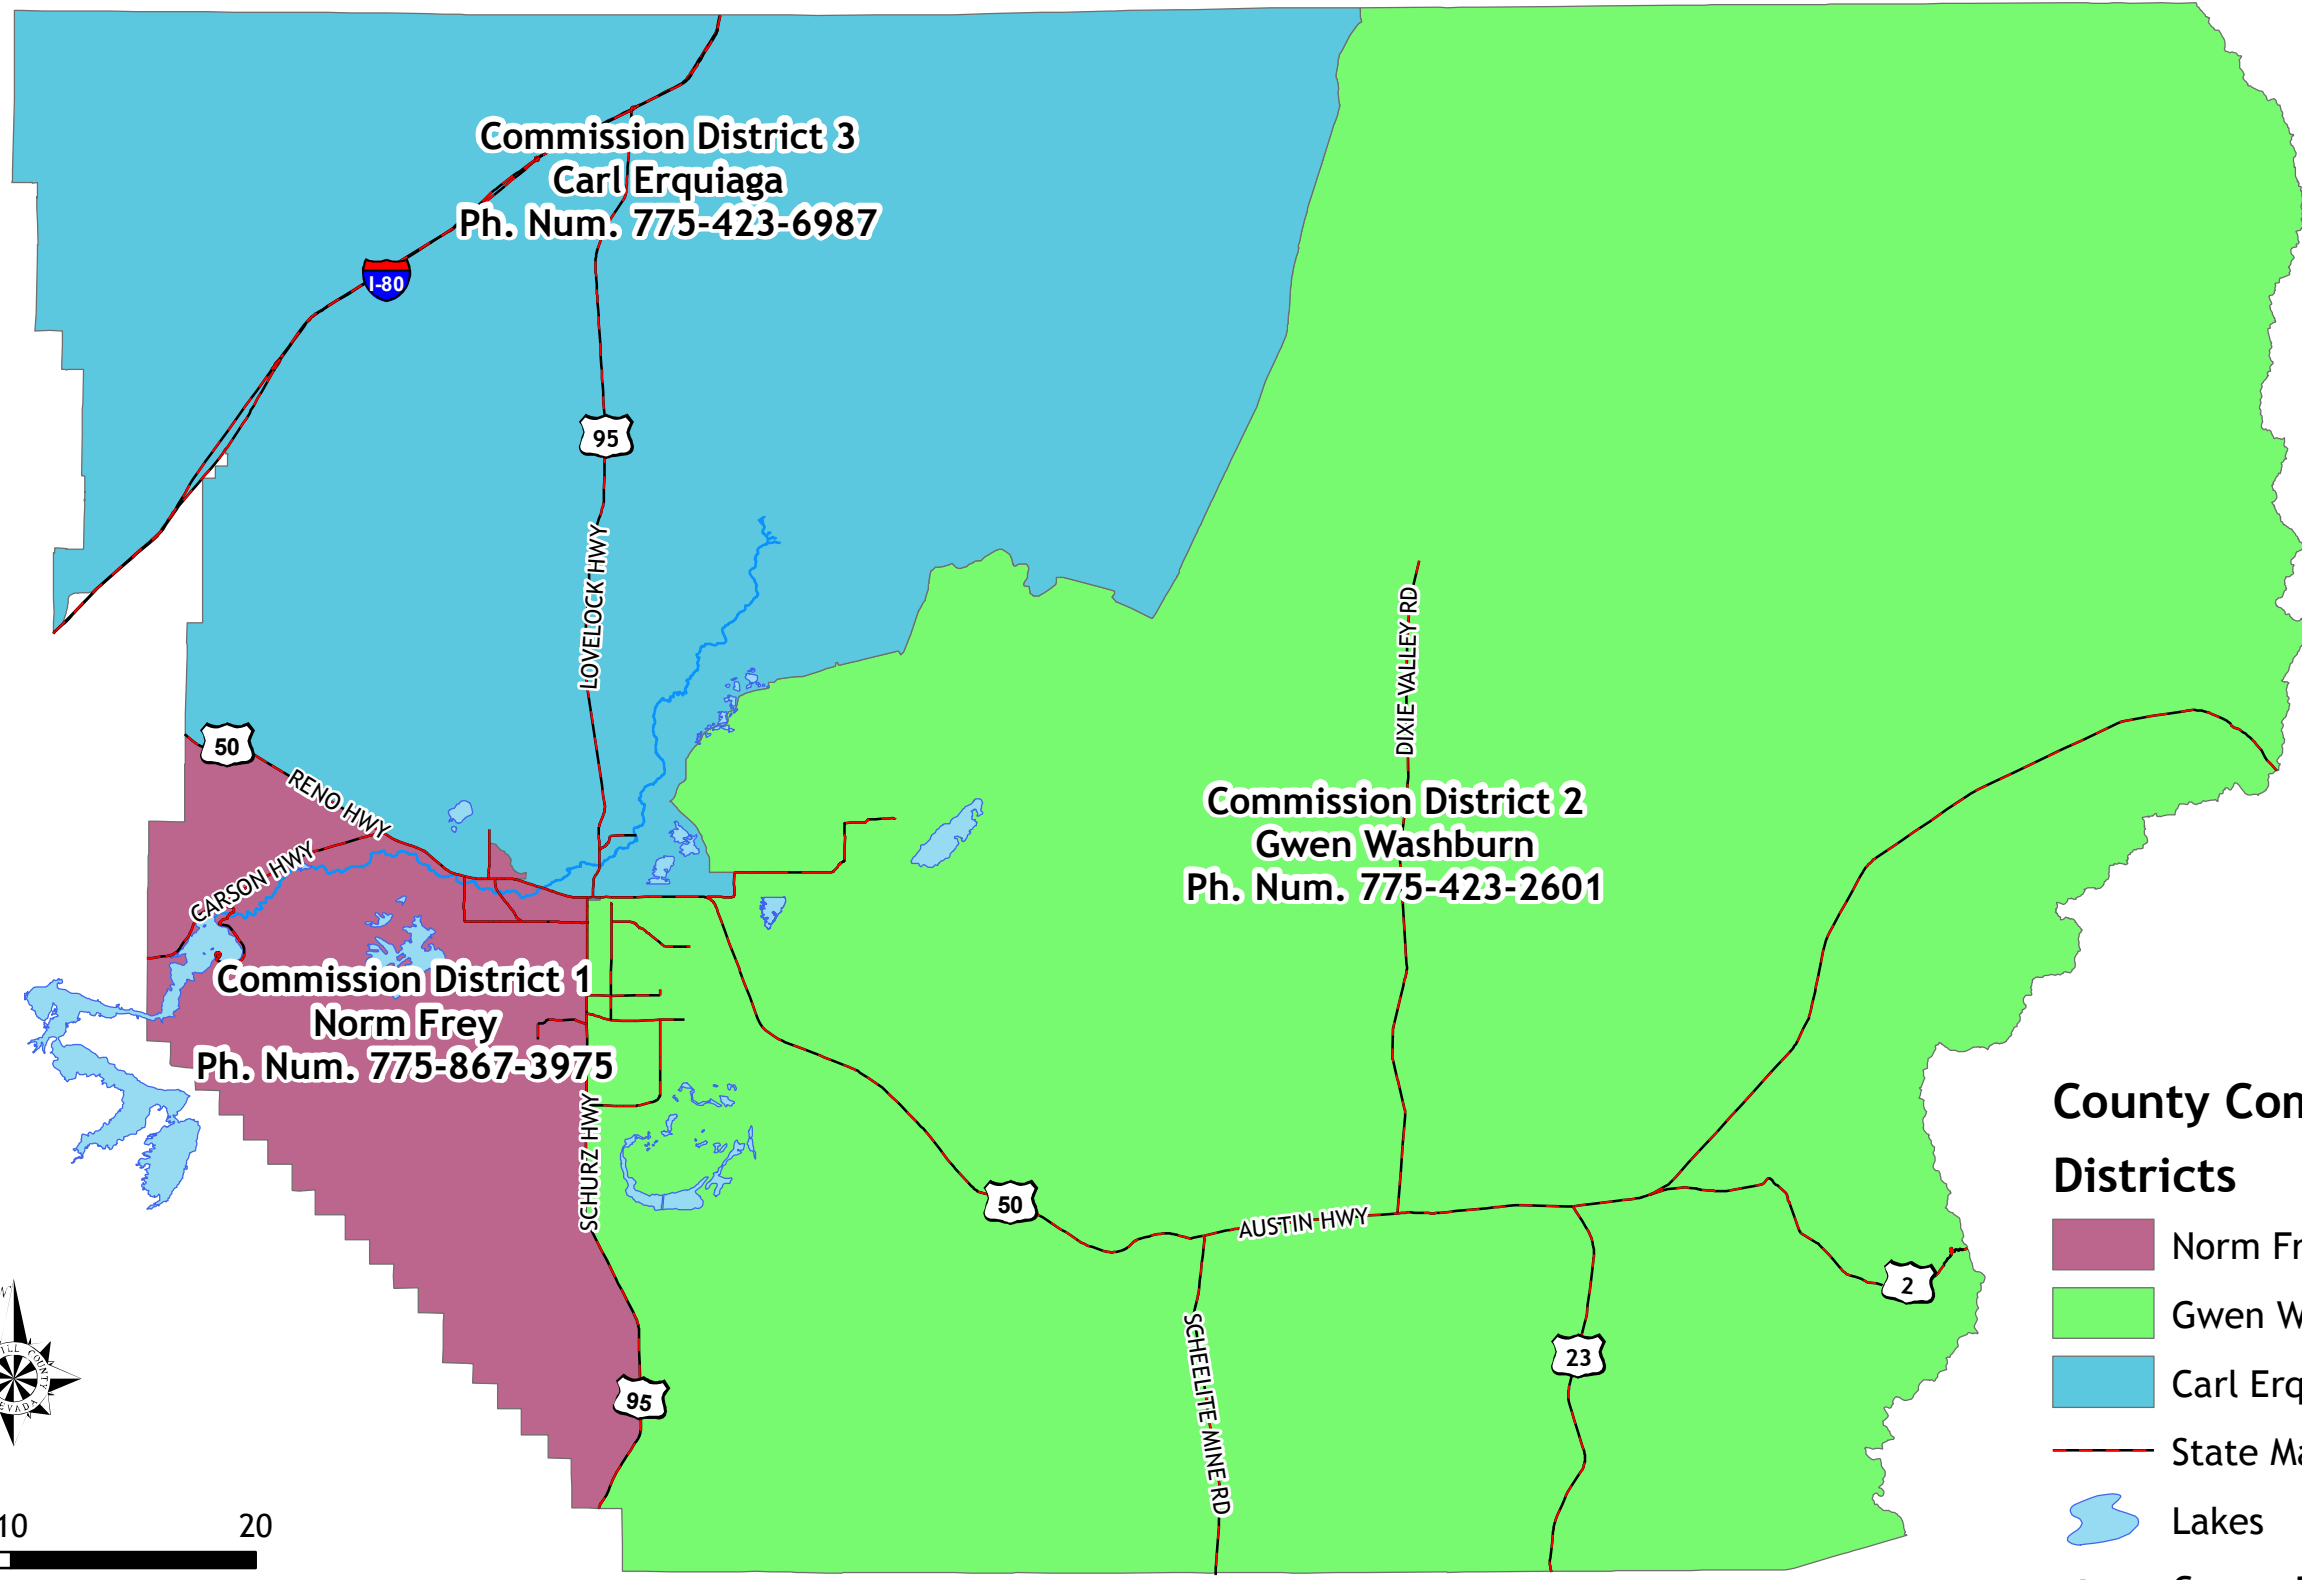 Commission District 3
Carl Erquiaga
Ph. Num. 775-423-6987
I-80
95
LOVELOCK HWY
50
RENO HWY
CARSON HWY
DIXIE VALLEY RD
Commission District 2
Gwen Washburn
Ph. Num. 775-423-2601
Commission District 1
Norm Frey
Ph. Num. 775-867-3975
SCHURZ HWY
50
AUSTIN HWY
2
23
SCHEELITE MINE RD
95
10 20
County Com
Districts
Norm Fr
Gwen W
Carl Erq
State Ma
Lakes